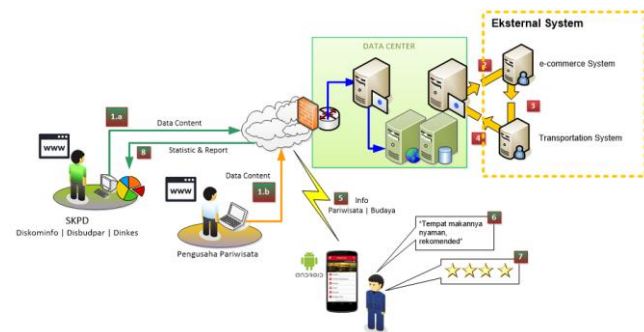 Eksternal System
DATA CENTER
e-commerce System
2
3
4
Transportation System
1.a
Data Content
WWW
8
Statistic & Report
Data Content
WWW
1.b
SKPD
Diskominfo | Disbudpar | Dinkes
Pengusaha Pariwisata
5
Info
Pariwisata | Budaya
6
"Tempat makannya
nyaman,
rekomended"
7
ANDROID